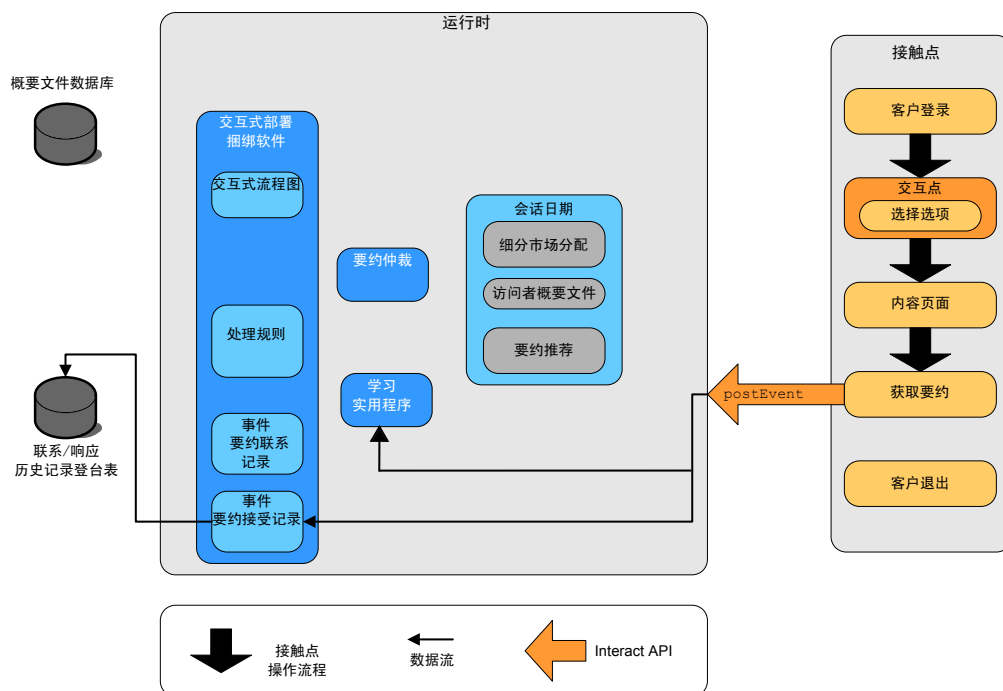 运行时
接触点
概要文件数据库
交互式部署
捆绑软件
交互式流程图
处理规则
事件
要约联系
记录
事件
要约接受记录
要约仲裁
学习
实用程序
会话日期
细分市场分配
访问者概要文件
要约推荐
联系/响应
历史记录登台表
postEvent
客户登录
交互点
选择选项
内容页面
获取要约
客户退出
接触点
操作流程
数据流
Interact API